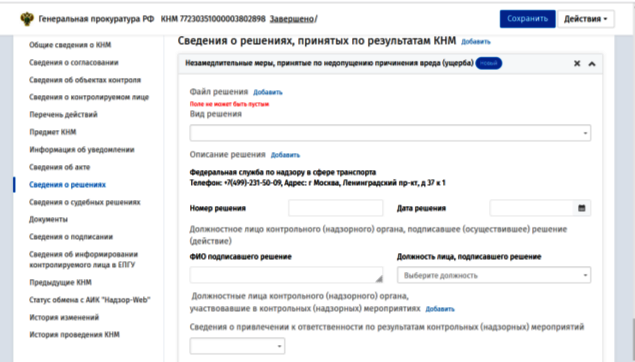 Генеральная прокуратура РФ КНМ 77230351000003802898 Завершено/
Сохранить
Действия
Общие сведения о КНМ
Сведения о согласовании
Сведения об объектах контроля
Сведения о контролируемом лице
Перечень действий
Предмет КНМ
Информация об уведомлении
Сведения об акте
Сведения о решениях
Сведения о судебных решениях
Документы
Сведения о подписании
Сведения об информировании
контролируемого лица в ЕПГУ
Предыдущие КНМ
Статус обмена с АИК "Надзор-Web"
История изменений
История проведения КНМ
Сведения о решениях, принятых по результатам КНМ Добавить
Незамедлительные меры, принятые по недопущению причинения вреда (ущерба) Новый
Файл решения Добавить
Поле не может быть пустым
Вид решения
Описание решения Добавить
Федеральная служба по надзору в сфере транспорта
Телефон: +7(499)-231-50-09, Адрес: г Москва, Ленинградский пр-кт, д 37 к 1
Номер решения
Дата решения
Должностное лицо контрольного (надзорного) органа, подписавшее (осуществившее) решение
(действие)
ФИО подписавшего решение
Должность лица, подписавшего решение
Выберите должность
Должностные лица контрольного (надзорного) органа,
участвовавшие в контрольных (надзорных) мероприятиях Добавить
Сведения о привлечении к ответственности по результатам контрольных (надзорных) мероприятий